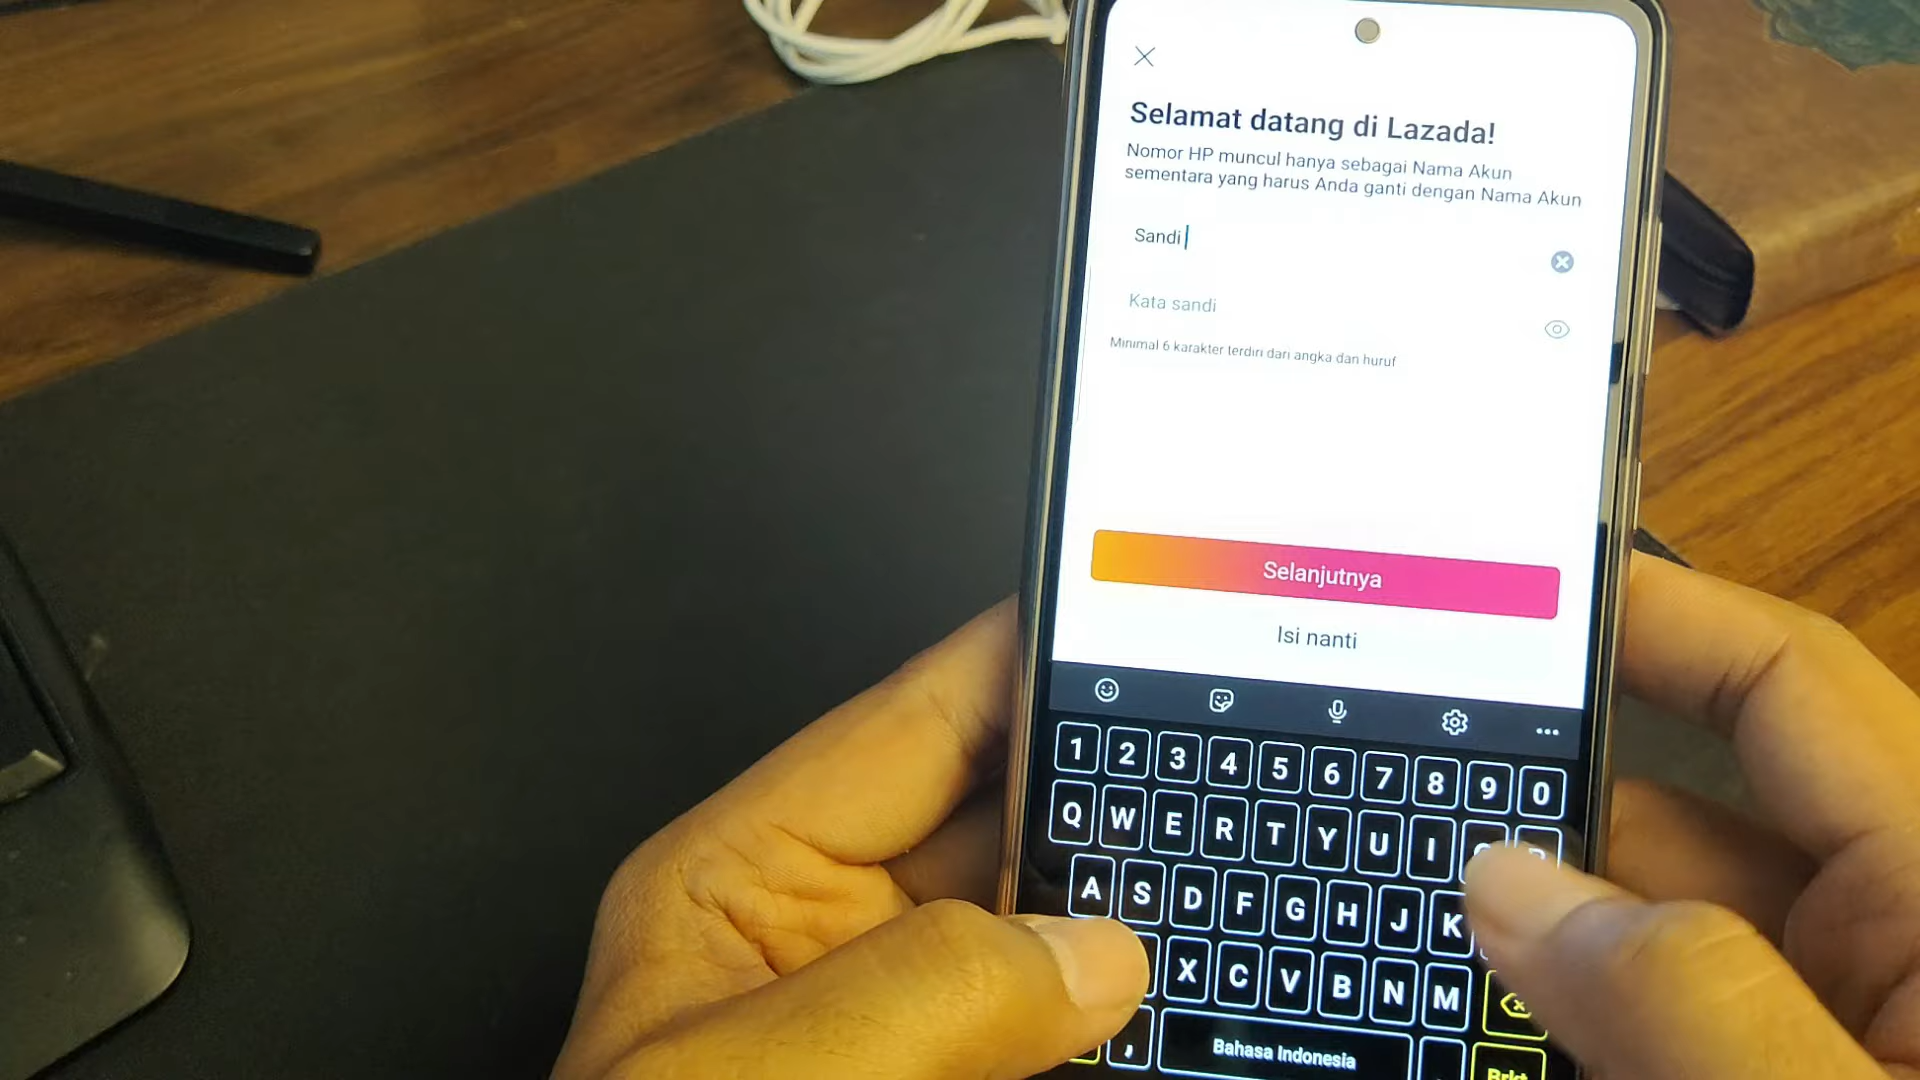 Selamat datang di Lazada!
Nomor HP muncul hanya sebagai Nama Akun
sementara yang harus Anda ganti dengan Nama Akun
Sandi
Kata sandi
Minimal 6 karakter terdiri dari angka dan huruf
Selanjutnya
Isi nanti
1 2 3 4 5 6 7 8 9 0
Q W E R T Y U I
A S D F G H J K
X C V B N M
, Bahasa Indonesia